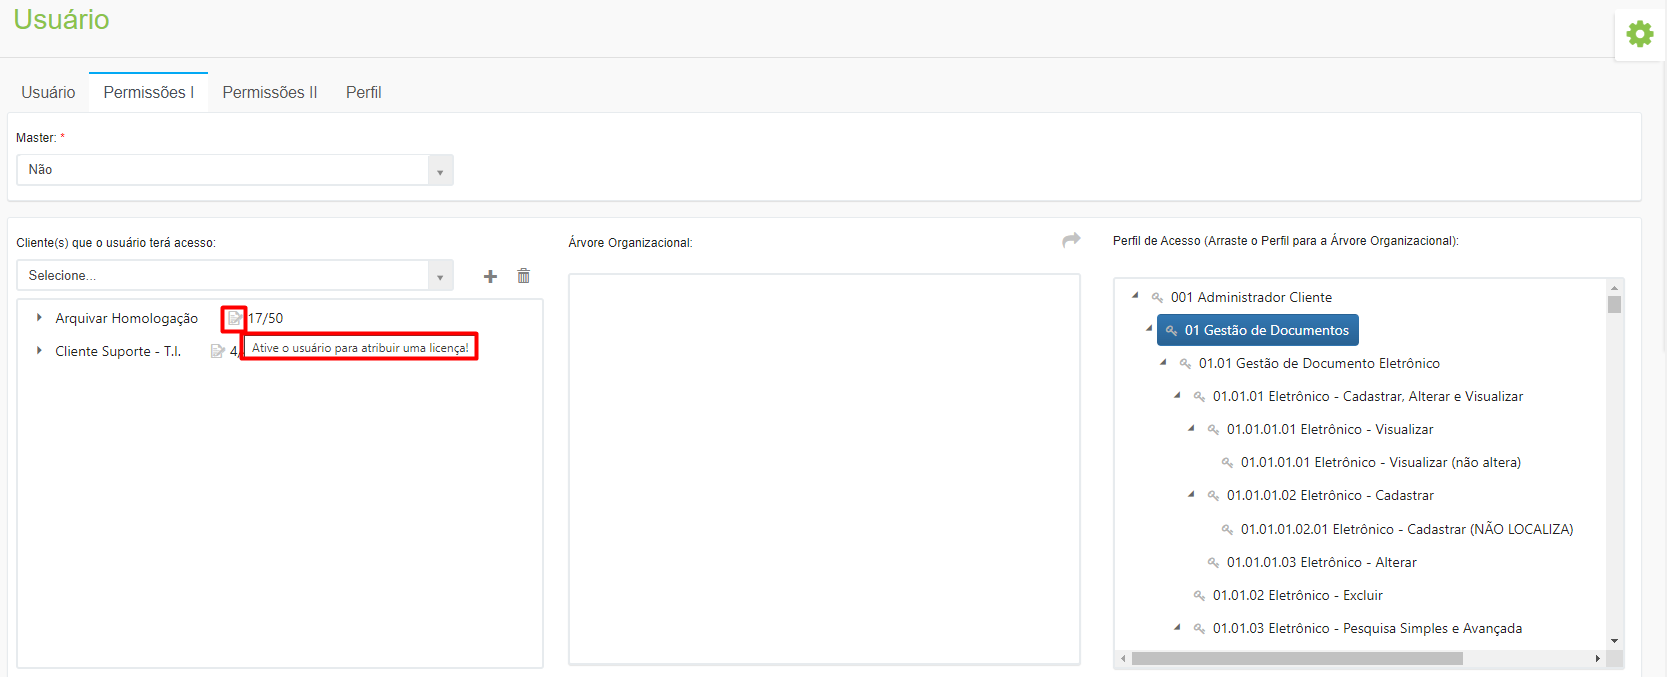 Usuário
Usuário
Permissões I
Permissões II
Perfil
Master: *
Não
Cliente(s) que o usuário terá acesso:
Selecione...
Arquivar Homologação 17/50
Cliente Suporte - T.I. 4/
Ative o usuário para atribuir uma licença!
Árvore Organizacional:
Perfil de Acesso (Arraste o Perfil para a Árvore Organizacional):
001 Administrador Cliente
01 Gestão de Documentos
01.01 Gestão de Documento Eletrônico
01.01.01 Eletrônico - Cadastrar, Alterar e Visualizar
01.01.01.01 Eletrônico - Visualizar
01.01.01.01 Eletrônico - Visualizar (não altera)
01.01.01.02 Eletrônico - Cadastrar
01.01.01.02.01 Eletrônico - Cadastrar (NÃO LOCALIZA)
01.01.01.03 Eletrônico - Alterar
01.01.02 Eletrônico - Excluir
01.01.03 Eletrônico - Pesquisa Simples e Avançada